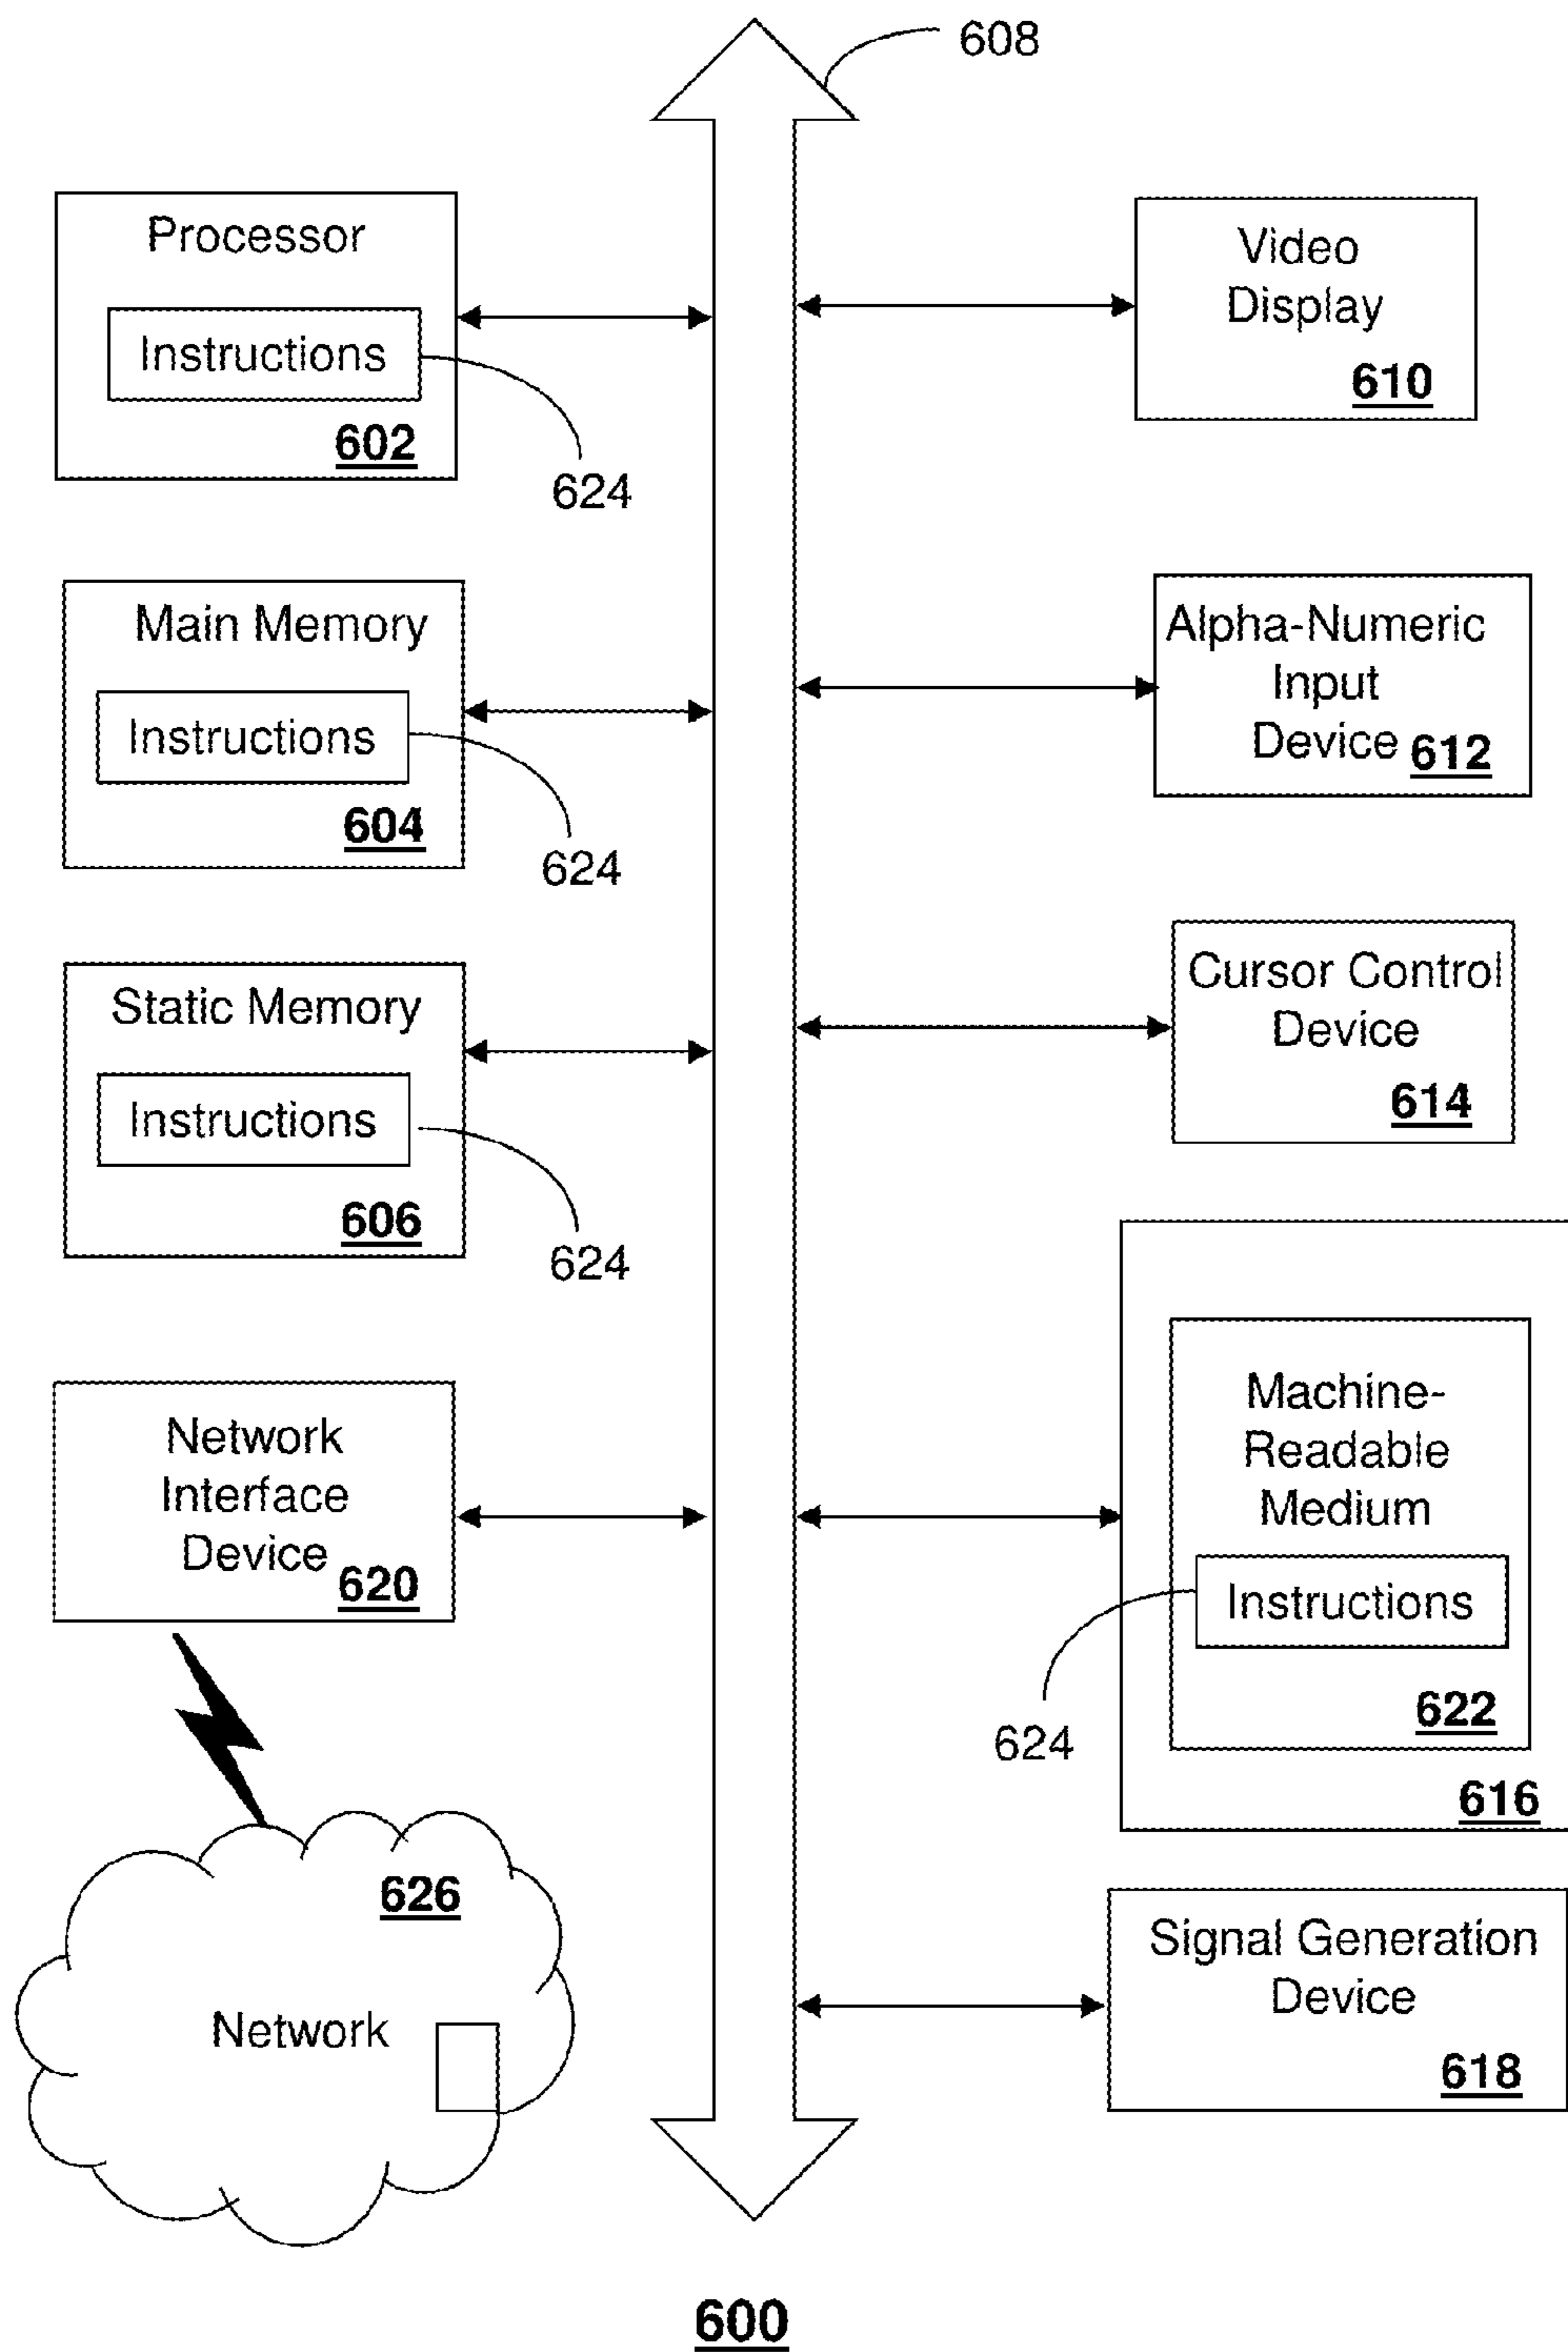 608
Processor
Instructions
602
624
Main Memory
Instructions
604
624
Static Memory
Instructions
606
624
Network
Interface
Device
620
626
Network
Video
Display
610
Alpha-Numeric
Input
Device 612
Cursor Control
Device
614
Machine-
Readable
Medium
Instructions
622
624
616
Signal Generation
Device
618
600